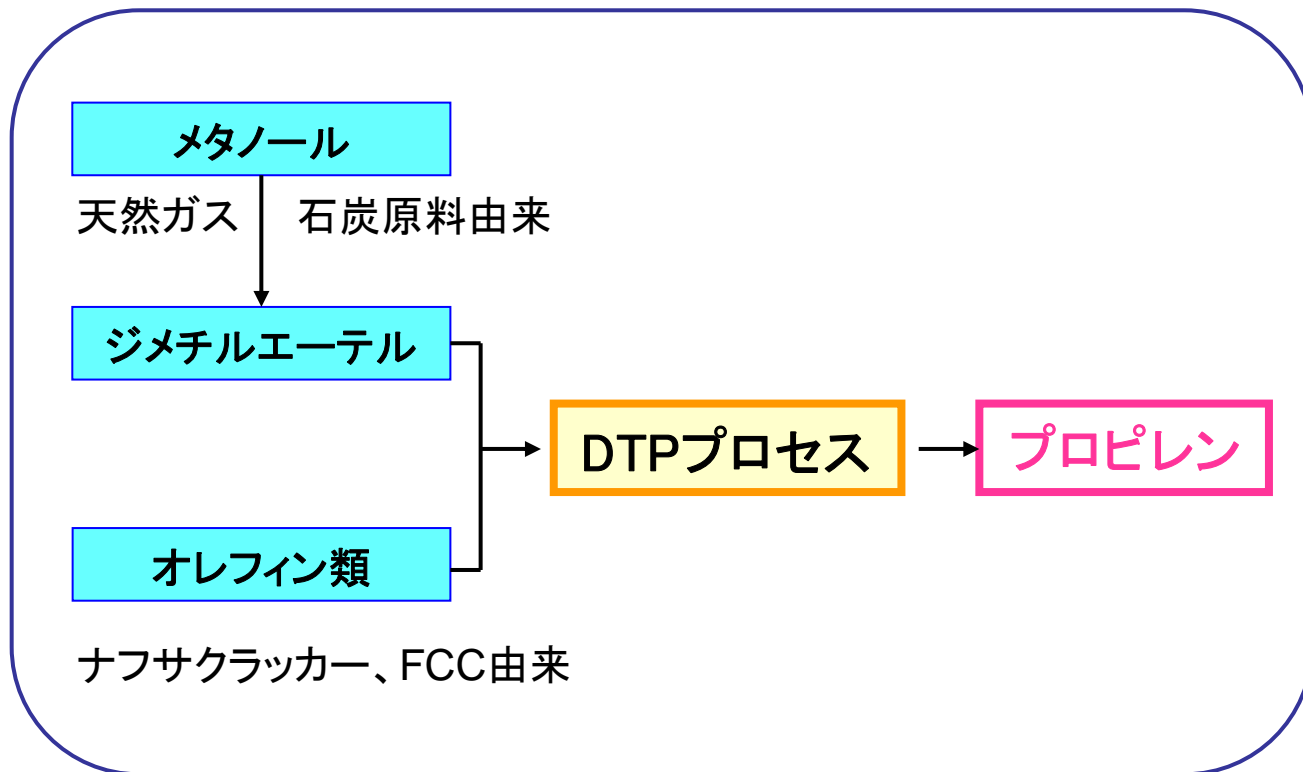 メタノール
天然ガス 石炭原料由来
ジメチルエーテル
DTPプロセス
プロピレン
オレフィン類
ナフサクラッカー、FCC由来